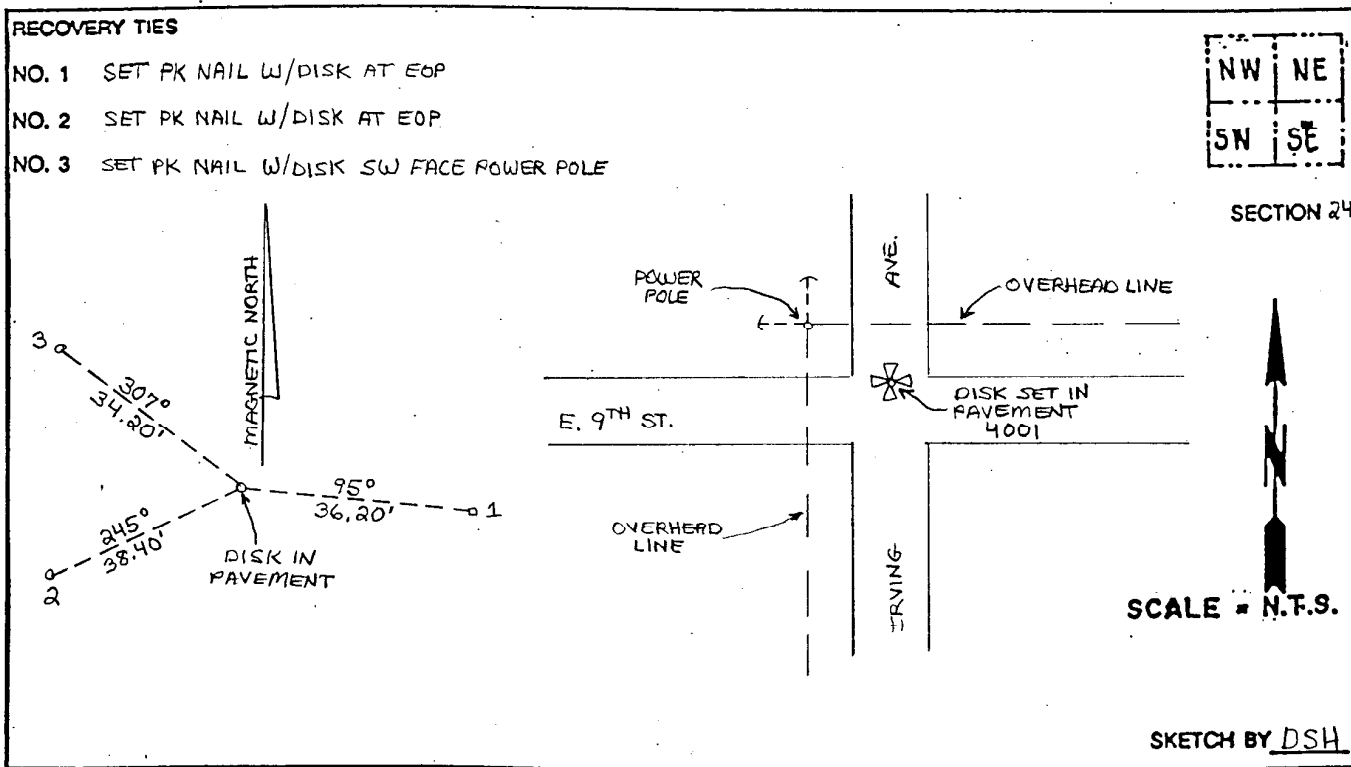 RECOVERY TIES
NO. 1 SET PK NAIL W/DISK AT EOP
NO. 2 SET PK NAIL W/DISK AT EOP
NO. 3 SET PK NAIL W/DISK SW FACE POWER POLE
NW NE
SW SE
SECTION 24
MAGNETIC NORTH
3
307°
34.20'
95°
36.20'
1
245°
38.40'
2
DISK IN
PAVEMENT
POWER
POLE
AVE.
OVERHEAD LINE
E. 9TH ST.
DISK SET IN
PAVEMENT
4001
OVERHEAD
LINE
IRVING
N
SCALE = N.T.S.
SKETCH BY DSH